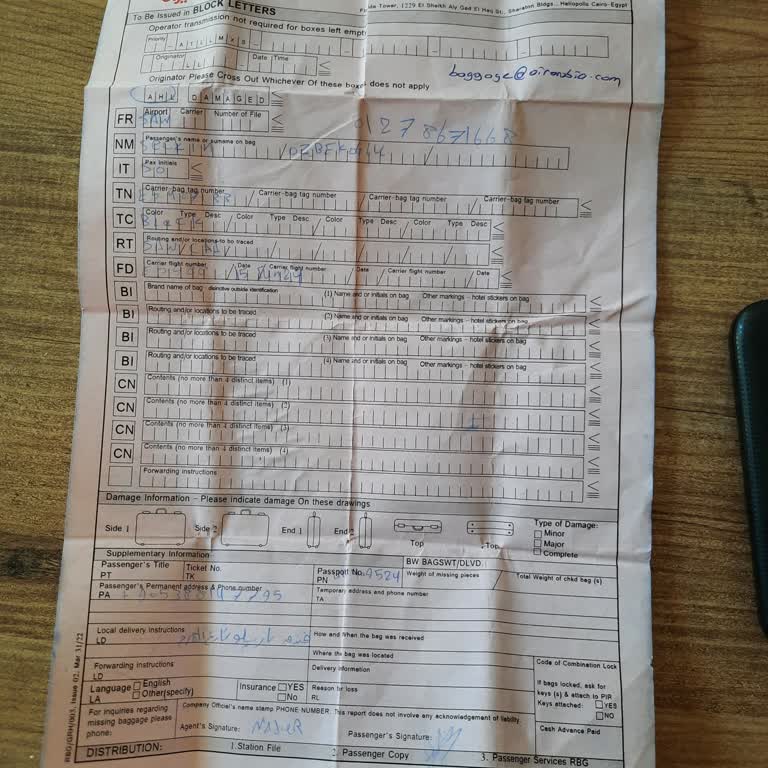 To Be Issued in BLOCK LETTERS
Operator transmission not required for boxes left empty
Priority
A T L L M X S
Originator Date Time
baggage@airarabia.com
Originator Please Cross Out Whichever Of these boxes does not apply
A H L DAMAGED
FR Airport Carrier Number of File
SAW
01278671668
NM Passenger's name or surname on bag
IT Pax Initials
TN Carrier-bag tag number Carrier-bag tag number Carrier-bag tag number Carrier-bag tag number
TC Color Type Desc Color Type Desc Color Type Desc Color Type Desc
RT Routing and/or locations to be traced
SAW/CAI
FD Carrier flight number Date Carrier flight number Date Carrier flight number Date
BI Brand name of bag distinctive outside identification (1) Name and or initials on bag Other markings - hotel stickers on bag
BI Routing and/or locations to be traced (2) Name and or initials on bag Other markings - hotel stickers on bag
BI Routing and/or locations to be traced (3) Name and or initials on bag Other markings - hotel stickers on bag
BI Routing and/or locations to be traced (4) Name and or initials on bag Other markings - hotel stickers on bag
CN Contents (no more than 4 distinct items) (1)
CN Contents (no more than 4 distinct items) (2)
CN Contents (no more than 4 distinct items) (3)
CN Contents (no more than 4 distinct items) (4)
Forwarding instructions
Damage Information - Please indicate damage On these drawings
Side 1 Side 2 End 1 End 2 Top Top
Type of Damage:
Minor
Major
Complete
Supplementary Information
BW BAGSWT/DLVD.
Passenger's Title PT Ticket No. TK Passport No. PN 9524 Weight of missing pieces Total Weight of chkd bag (s)
Passenger's Permanent address & Phone number PA
Temporary address and phone number TA
Local delivery instructions LD
How and When the bag was received
Where the bag was located
Forwarding instructions LD
Delivery information
Code of Combination Lock
Language LA English Other(specify)
Insurance YES No
Reason for loss RL
If bags locked, ask for keys (s) & attach to PIR
Keys attached: YES NO
For inquiries regarding missing baggage please phone:
Company Official's name stamp PHONE NUMBER. This report does not involve any acknowledgement of liability.
Agent's Signature: Passenger's Signature:
Cash Advance Paid
DISTRIBUTION: 1.Station File 2. Passenger Copy 3. Passenger Services RBG
RBG/GRH/003, Issue 02, Mar 31/22